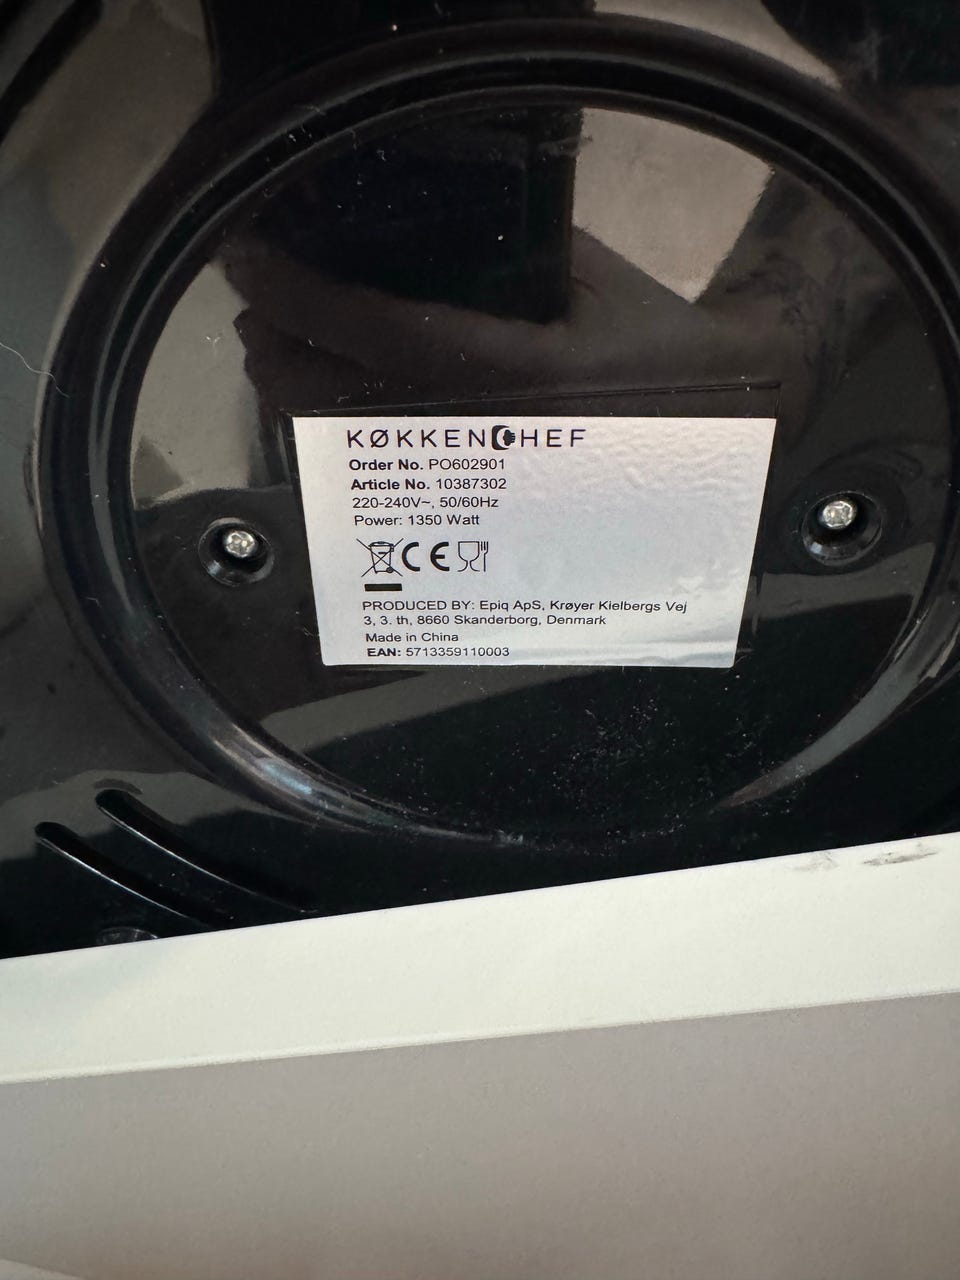 KØKKENCHEF
Order No. PO602901
Article No. 10387302
220-240V~, 50/60Hz
Power: 1350 Watt
CE
PRODUCED BY: Epiq ApS, Krøyer Kielbergs Vej
3, 3. th, 8660 Skanderborg, Denmark
Made in China
EAN: 5713359110003